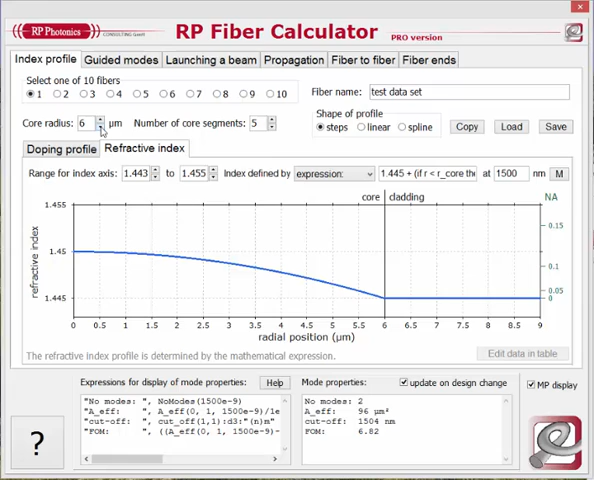 RP Photonics
CONSULTING GmbH
RP Fiber Calculator PRO version
Index profile Guided modes Launching a beam Propagation Fiber to fiber Fiber ends
Select one of 10 fibers
1 2 3 4 5 6 7 8 9 10
Fiber name: test data set
Core radius: 6 µm Number of core segments: 5
Shape of profile
steps linear spline
Copy Load Save
Doping profile Refractive index
Range for index axis: 1.443 to 1.455 Index defined by expression: 1.445 + (if r < r_core the at 1500 nm M
core cladding NA
1.455
0.15
1.45
0.1
0.05
1.445 0
refractive index
0 0.5 1 1.5 2 2.5 3 3.5 4 4.5 5 5.5 6 6.5 7 7.5 8 8.5 9
radial position (µm)
The refractive index profile is determined by the mathematical expression.
Edit data in table
Expressions for display of mode properties: Help
"No modes: ", NoModes(1500e-9)
"A_eff: ", A_eff(0, 1, 1500e-9)/1e
"cut-off: ", cut_off(1,1):d3:"(n)m"
"FOM: ", ((A_eff(0, 1, 1500e-9)-
Mode properties: update on design change
No modes: 2
A_eff: 96 µm²
cut-off: 1504 nm
FOM: 6.82
MP display
?